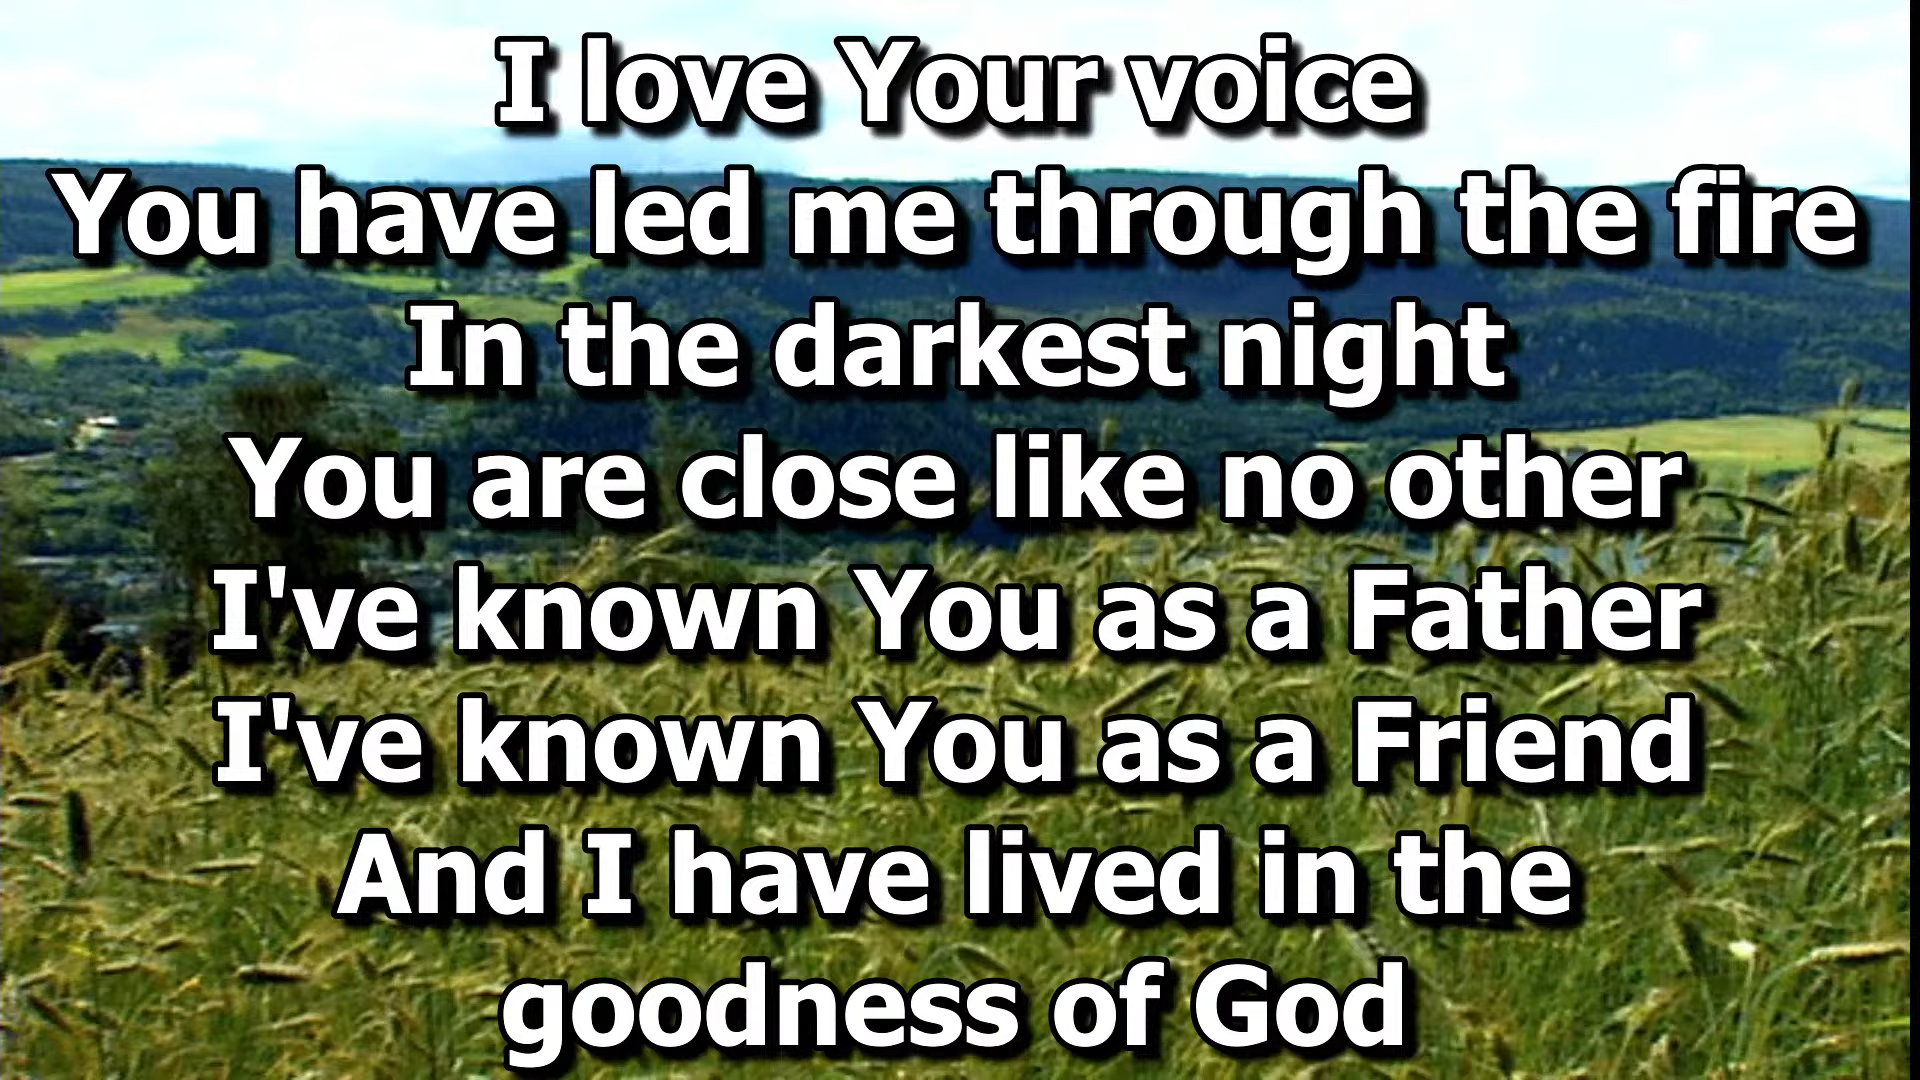 I love Your voice
You have led me through the fire
In the darkest night
You are close like no other
I've known You as a Father
I've known You as a Friend
And I have lived in the
goodness of God